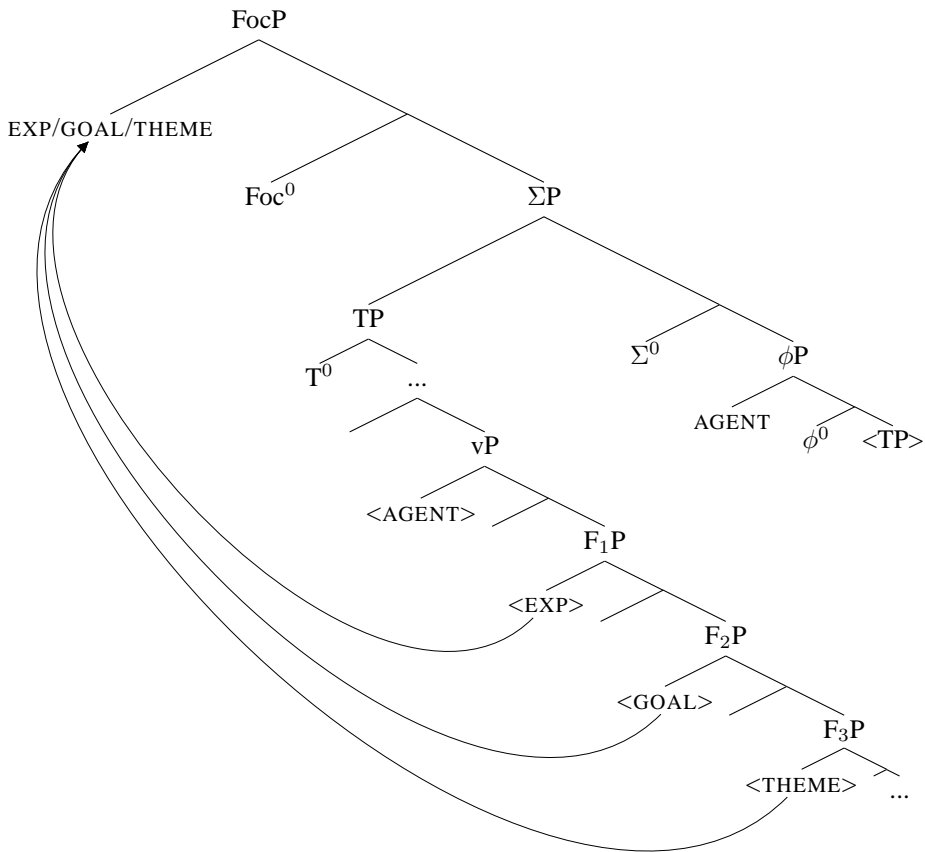 FocP
EXP/GOAL/THEME
Foc⁰ ΣP
TP Σ⁰ ϕP
T⁰ ... AGENT ϕ⁰ <TP>
vP
<AGENT>
F₁P
<EXP>
F₂P
<GOAL>
F₃P
<THEME> ...